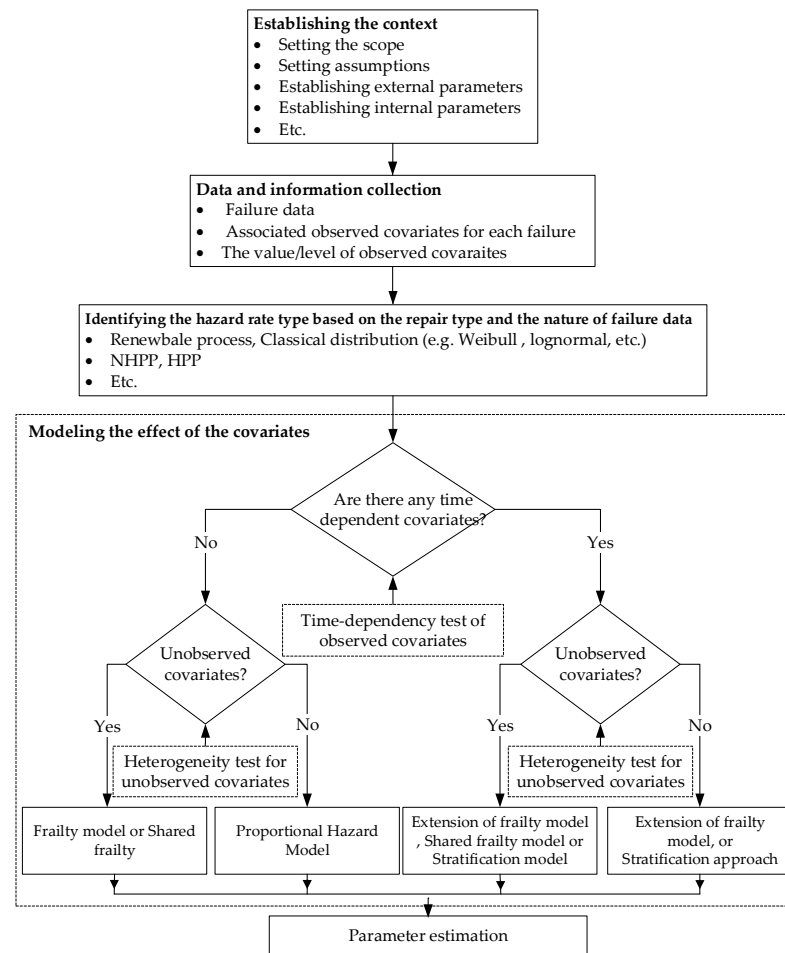 Establishing the context
• Setting the scope
• Setting assumptions
• Establishing external parameters
• Establishing internal parameters
• Etc.
Data and information collection
• Failure data
• Associated observed covariates for each failure
• The value/level of observed covaraites
Identifying the hazard rate type based on the repair type and the nature of failure data
• Renewbale process, Classical distribution (e.g. Weibull , lognormal, etc.)
• NHPP, HPP
• Etc.
Modeling the effect of the covariates
Are there any time
dependent covariates?
No
Yes
Time-dependency test of
observed covariates
Unobserved
covariates?
Unobserved
covariates?
Yes
No
Yes
No
Heterogeneity test for
unobserved covariates
Heterogeneity test for
unobserved covariates
Frailty model or Shared
frailty
Proportional Hazard
Model
Extension of frailty model
, Shared frailty model or
Stratification model
Extension of frailty
model, or
Stratification approach
Parameter estimation